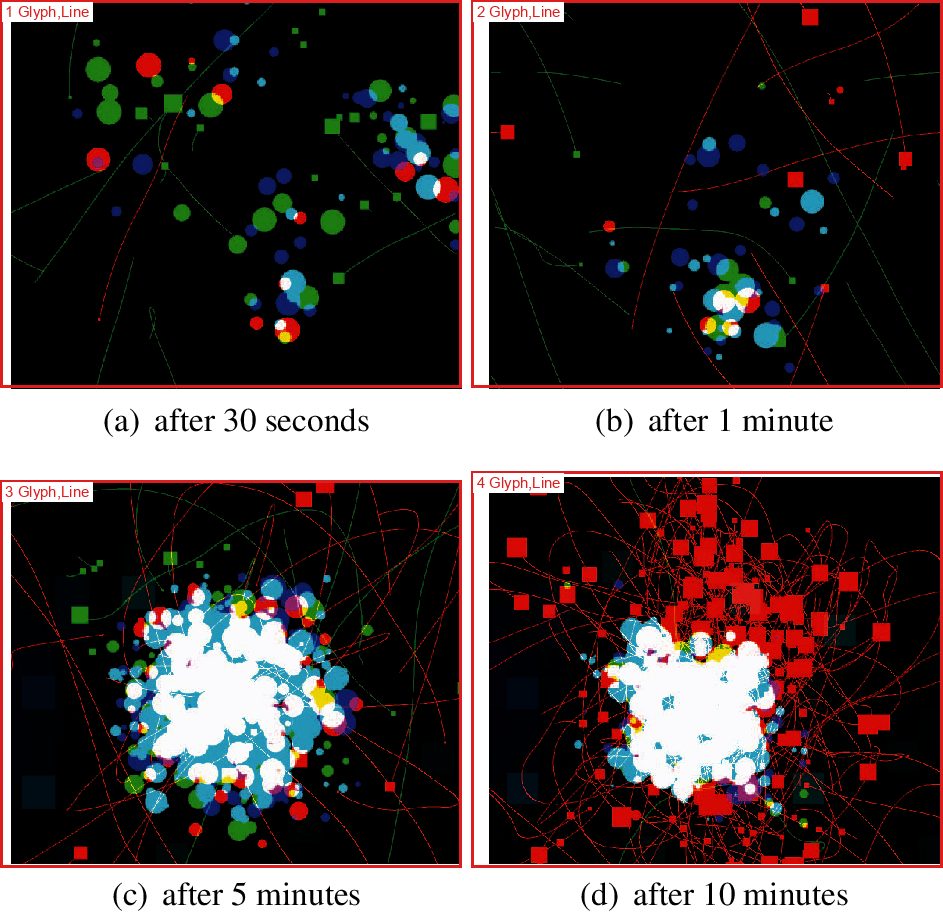 1 Glyph,Line
2 Glyph,Line
(a) after 30 seconds
(b) after 1 minute
3 Glyph,Line
4 Glyph,Line
(c) after 5 minutes
(d) after 10 minutes